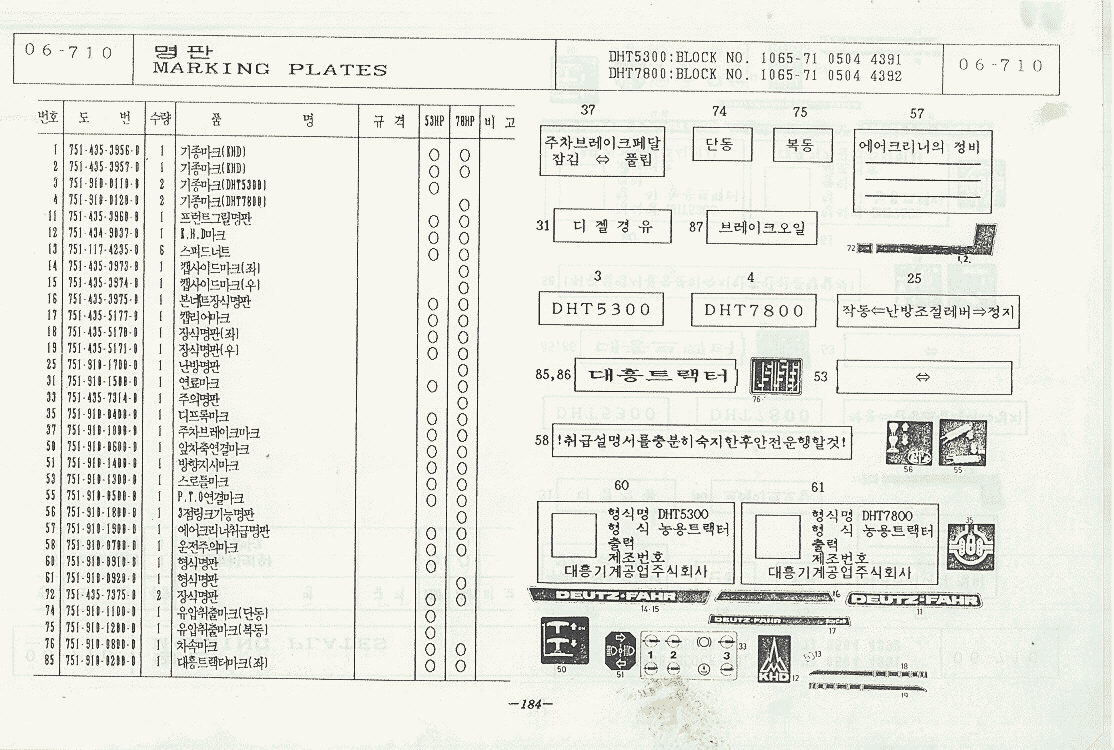 06-710
명 판
MARKING PLATES
DHT5300:BLOCK NO. 1065-71 0504 4391
DHT7800:BLOCK NO. 1065-71 0504 4392
06-710
번호 도 번 수량 품 명 규 격 53HP 78HP 비 고
1 751-435-3956-0 1 기종마크(KHD) ○ ○
2 751-435-3957-0 1 기종마크(KHD) ○ ○
3 751-910-0110-0 2 기종마크(DHT5300) ○
4 751-910-0120-0 2 기종마크(DHT7800) ○
11 751-435-3960-0 1 프런트그릴명판 ○ ○
12 751-434-9037-0 1 K.H.D마크 ○ ○
13 751-117-4235-0 6 스피드너트 ○ ○
14 751-435-3973-0 1 캡사이드마크(좌) ○
15 751-435-3974-0 1 캡사이드마크(우) ○
16 751-435-3975-0 1 본네트장식명판 ○ ○
17 751-435-5177-0 1 캡리어마크 ○ ○
18 751-435-5170-0 1 장식명판(좌) ○ ○
19 751-435-5171-0 1 장식명판(우) ○ ○
25 751-910-1700-0 1 난방명판 ○
31 751-910-1500-0 1 연료마크 ○ ○
33 751-435-7314-0 1 주의명판 ○
35 751-910-0400-0 1 디프록마크 ○ ○
37 751-910-1000-0 1 주차브레이크마크 ○ ○
50 751-910-0600-0 1 앞차축연결마크 ○ ○
51 751-910-1400-0 1 방향지시마크 ○ ○
53 751-910-1300-0 1 스로틀마크 ○ ○
55 751-910-0500-0 1 P.T.O연결마크 ○ ○
56 751-910-1800-0 1 3점링크기능명판 ○
57 751-910-1900-0 1 에어크리너취급명판 ○ ○
58 751-910-0700-0 1 운전주의마크 ○ ○
60 751-910-0910-0 1 형식명판 ○
61 751-910-0920-0 1 형식명판 ○
72 751-435-7375-0 2 장식명판 ○ ○
74 751-910-1100-0 1 유압취출마크(단동) ○
75 751-910-1200-0 1 유압취출마크(복동) ○
76 751-910-0800-0 1 차속마크 ○ ○
85 751-910-0200-0 1 대흥트랙터마크(좌) ○ ○
37 74 75 57
주차브레이크페달
잠김 ⇔ 풀림
단동
복동
에어크리너의 정비
31 디 젤 경 유
87 브레이크오일
72
1,2.
3 4 25
DHT5300
DHT7800
작동⇐난방조절레버⇒정지
85,86 대흥트랙터
76
53 ⇔
58 !취급설명서를충분히숙지한후안전운행할것!
56 55
60 61
형식명 DHT5300
형 식 농용트랙터
출력
제조번호
대흥기계공업주식회사
형식명 DHT7800
형 식 농용트랙터
출력
제조번호
대흥기계공업주식회사
35
DEUTZ-FAHR
14-15
16
DEUTZ-FAHR
11
DEUTZ-FAHR
17
50
51
1 2 3
33
KHD
12
13
18
19
-184-